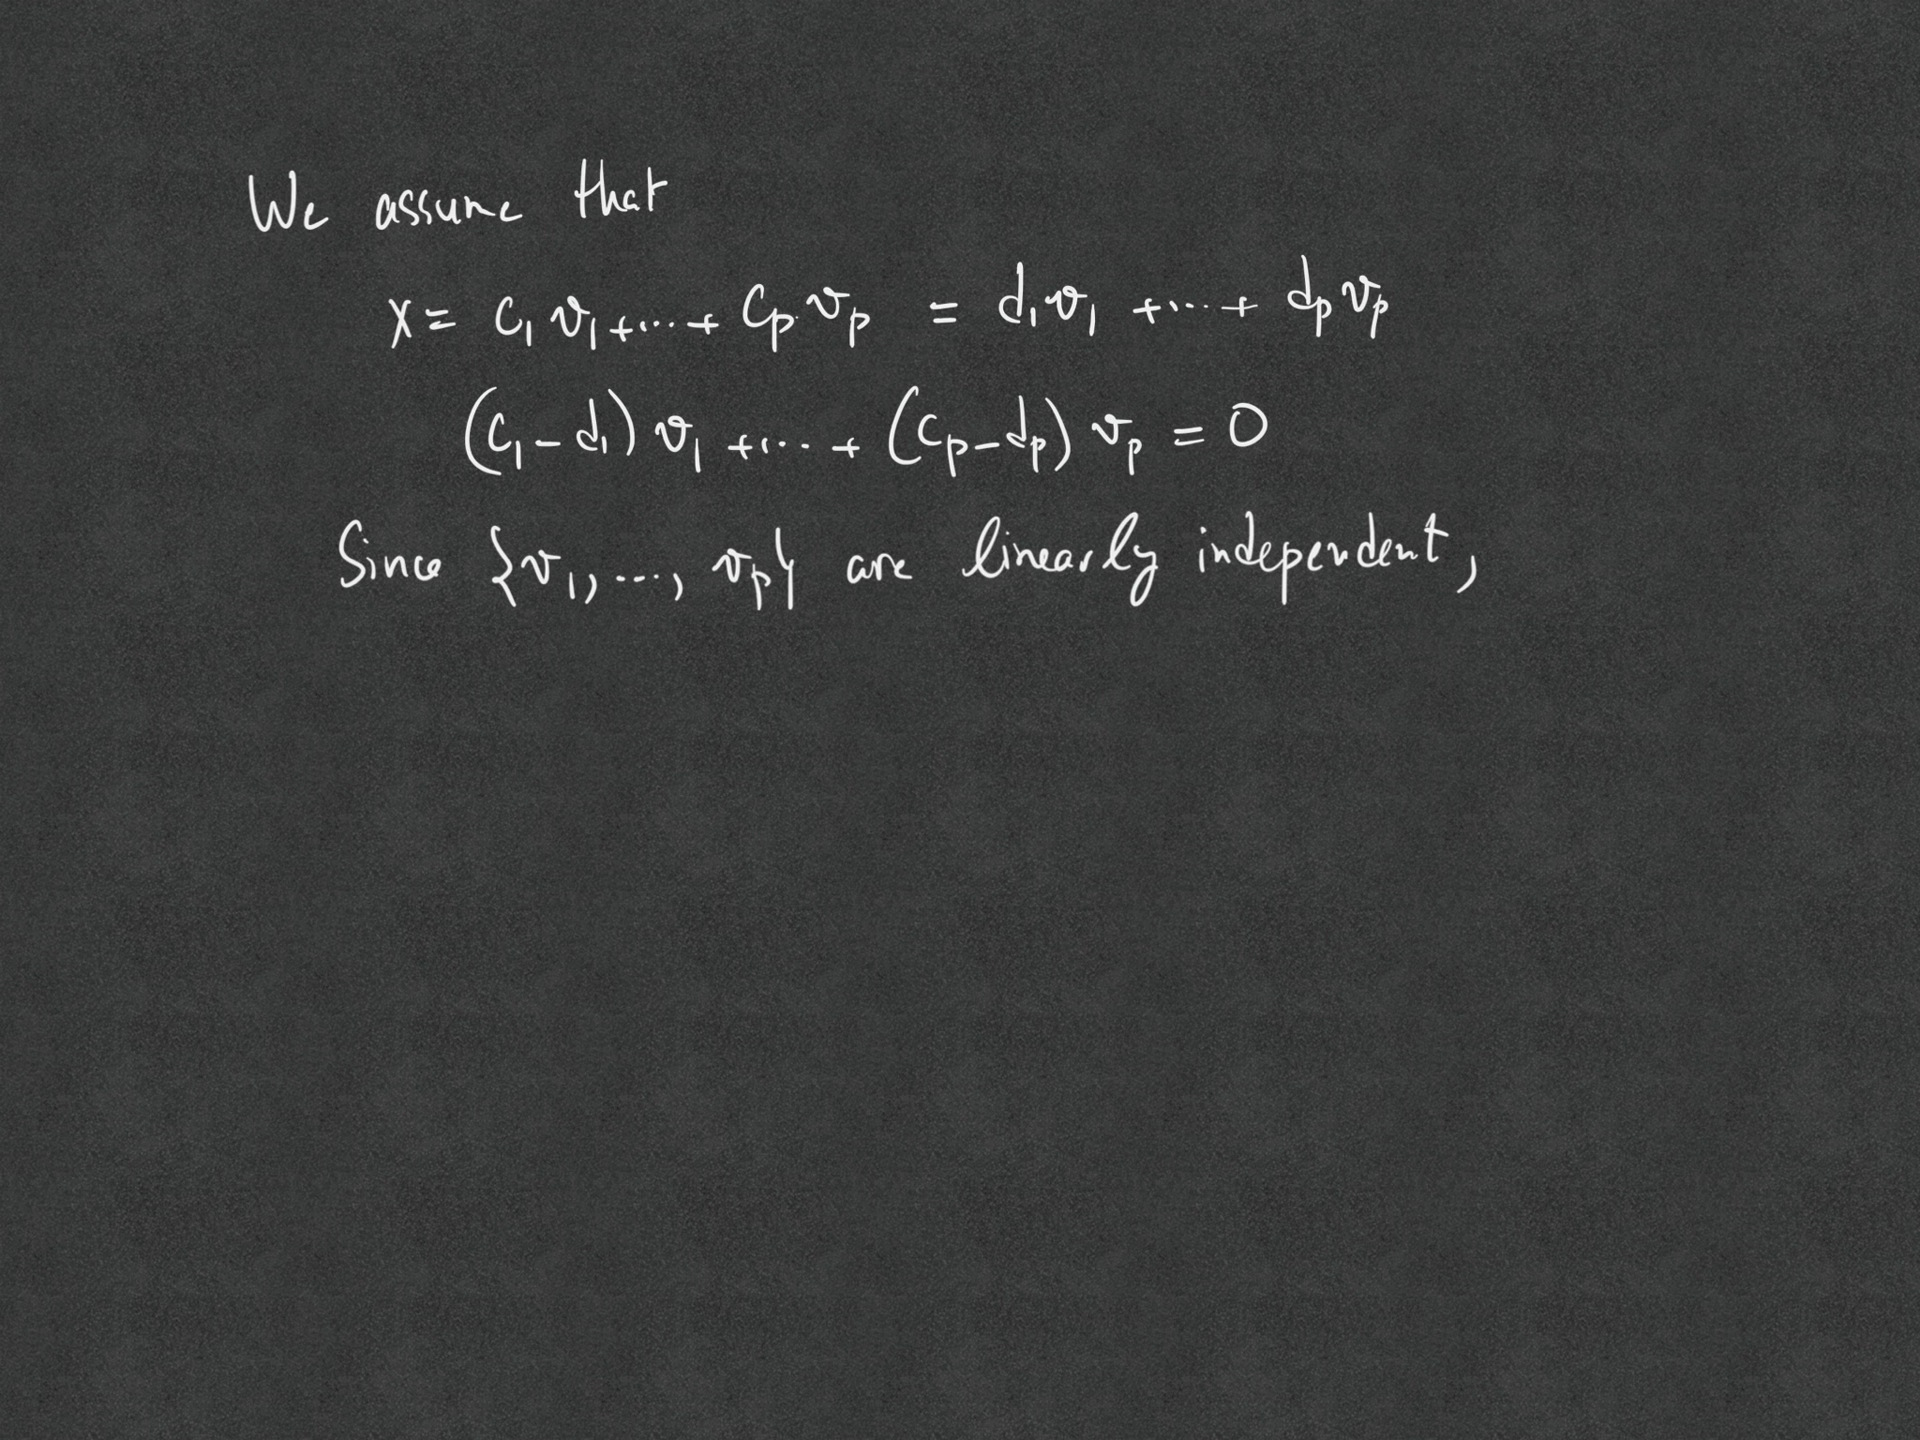 We assume that
x = c₁v₁ + ... + cₚvₚ = d₁v₁ + ... + dₚvₚ
(c₁ - d₁)v₁ + ... + (cₚ - dₚ)vₚ = 0
Since {v₁, ..., vₚ} are linearly independent,